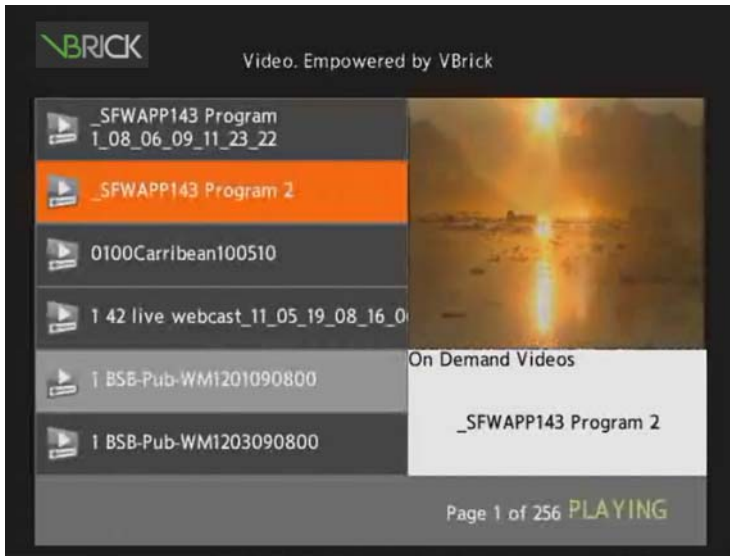 VBRICK
Video. Empowered by VBrick
_SFWAPP143 Program
1_08_06_09_11_23_22
_SFWAPP143 Program 2
0100Carribean100510
1 42 live webcast_11_05_19_08_16_0
1 BSB-Pub-WM1201090800
1 BSB-Pub-WM1203090800
On Demand Videos
_SFWAPP143 Program 2
Page 1 of 256 PLAYING